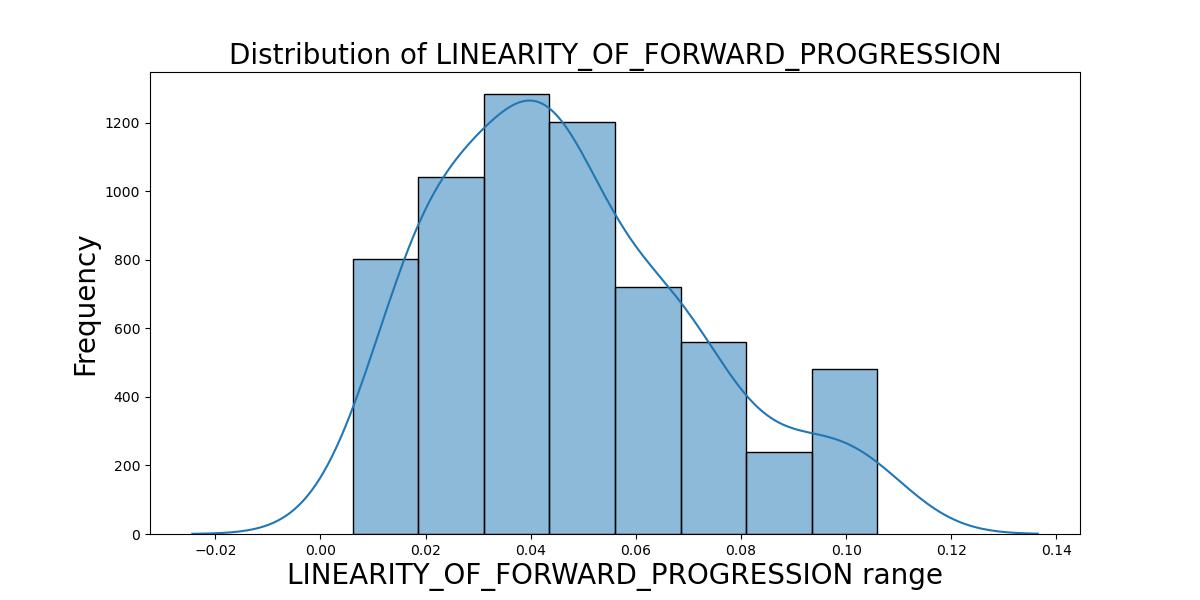 Distribution of LINEARITY_OF_FORWARD_PROGRESSION
Frequency
1200
1000
800
600
400
200
0
−0.02 0.00 0.02 0.04 0.06 0.08 0.10 0.12 0.14
LINEARITY_OF_FORWARD_PROGRESSION range